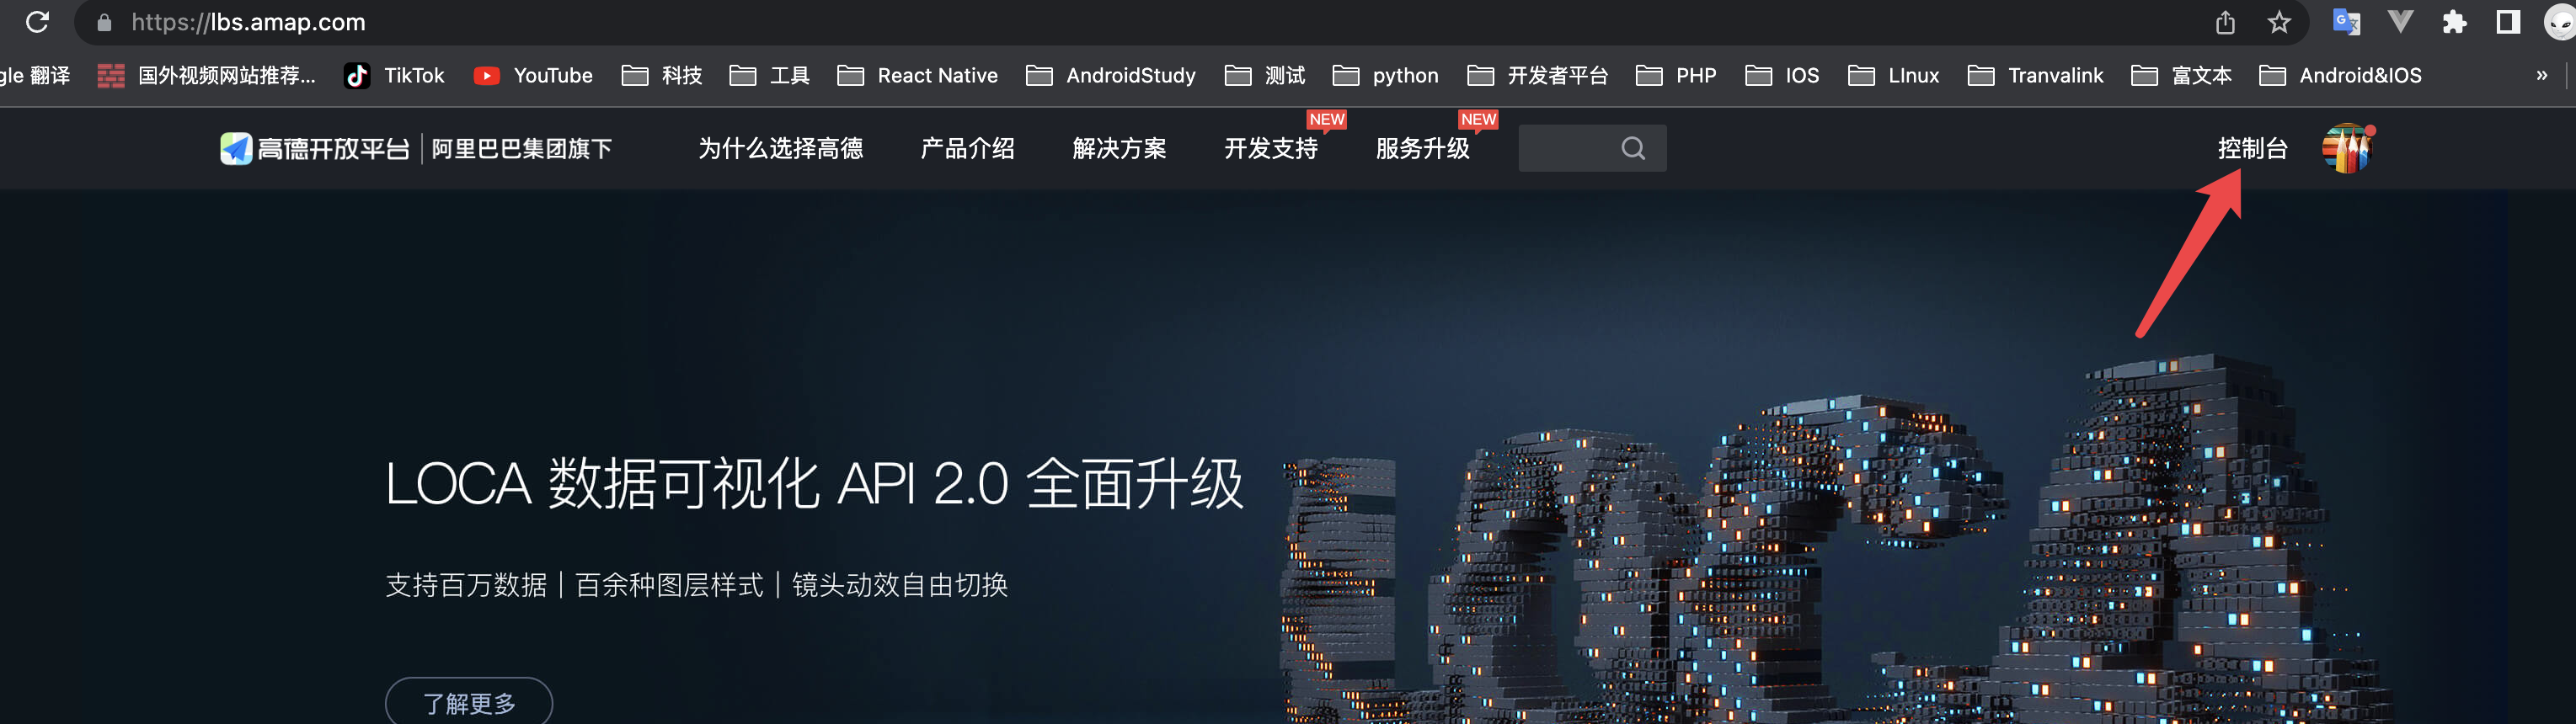 https://lbs.amap.com
gle 翻译 国外视频网站推荐... TikTok YouTube 科技 工具 React Native AndroidStudy 测试 python 开发者平台 PHP IOS LInux Tranvalink 富文本 Android&IOS »
高德开放平台 | 阿里巴巴集团旗下 为什么选择高德 产品介绍 解决方案 开发支持 NEW 服务升级 NEW 控制台
LOCA 数据可视化 API 2.0 全面升级
支持百万数据 | 百余种图层样式 | 镜头动效自由切换
LOCA
了解更多